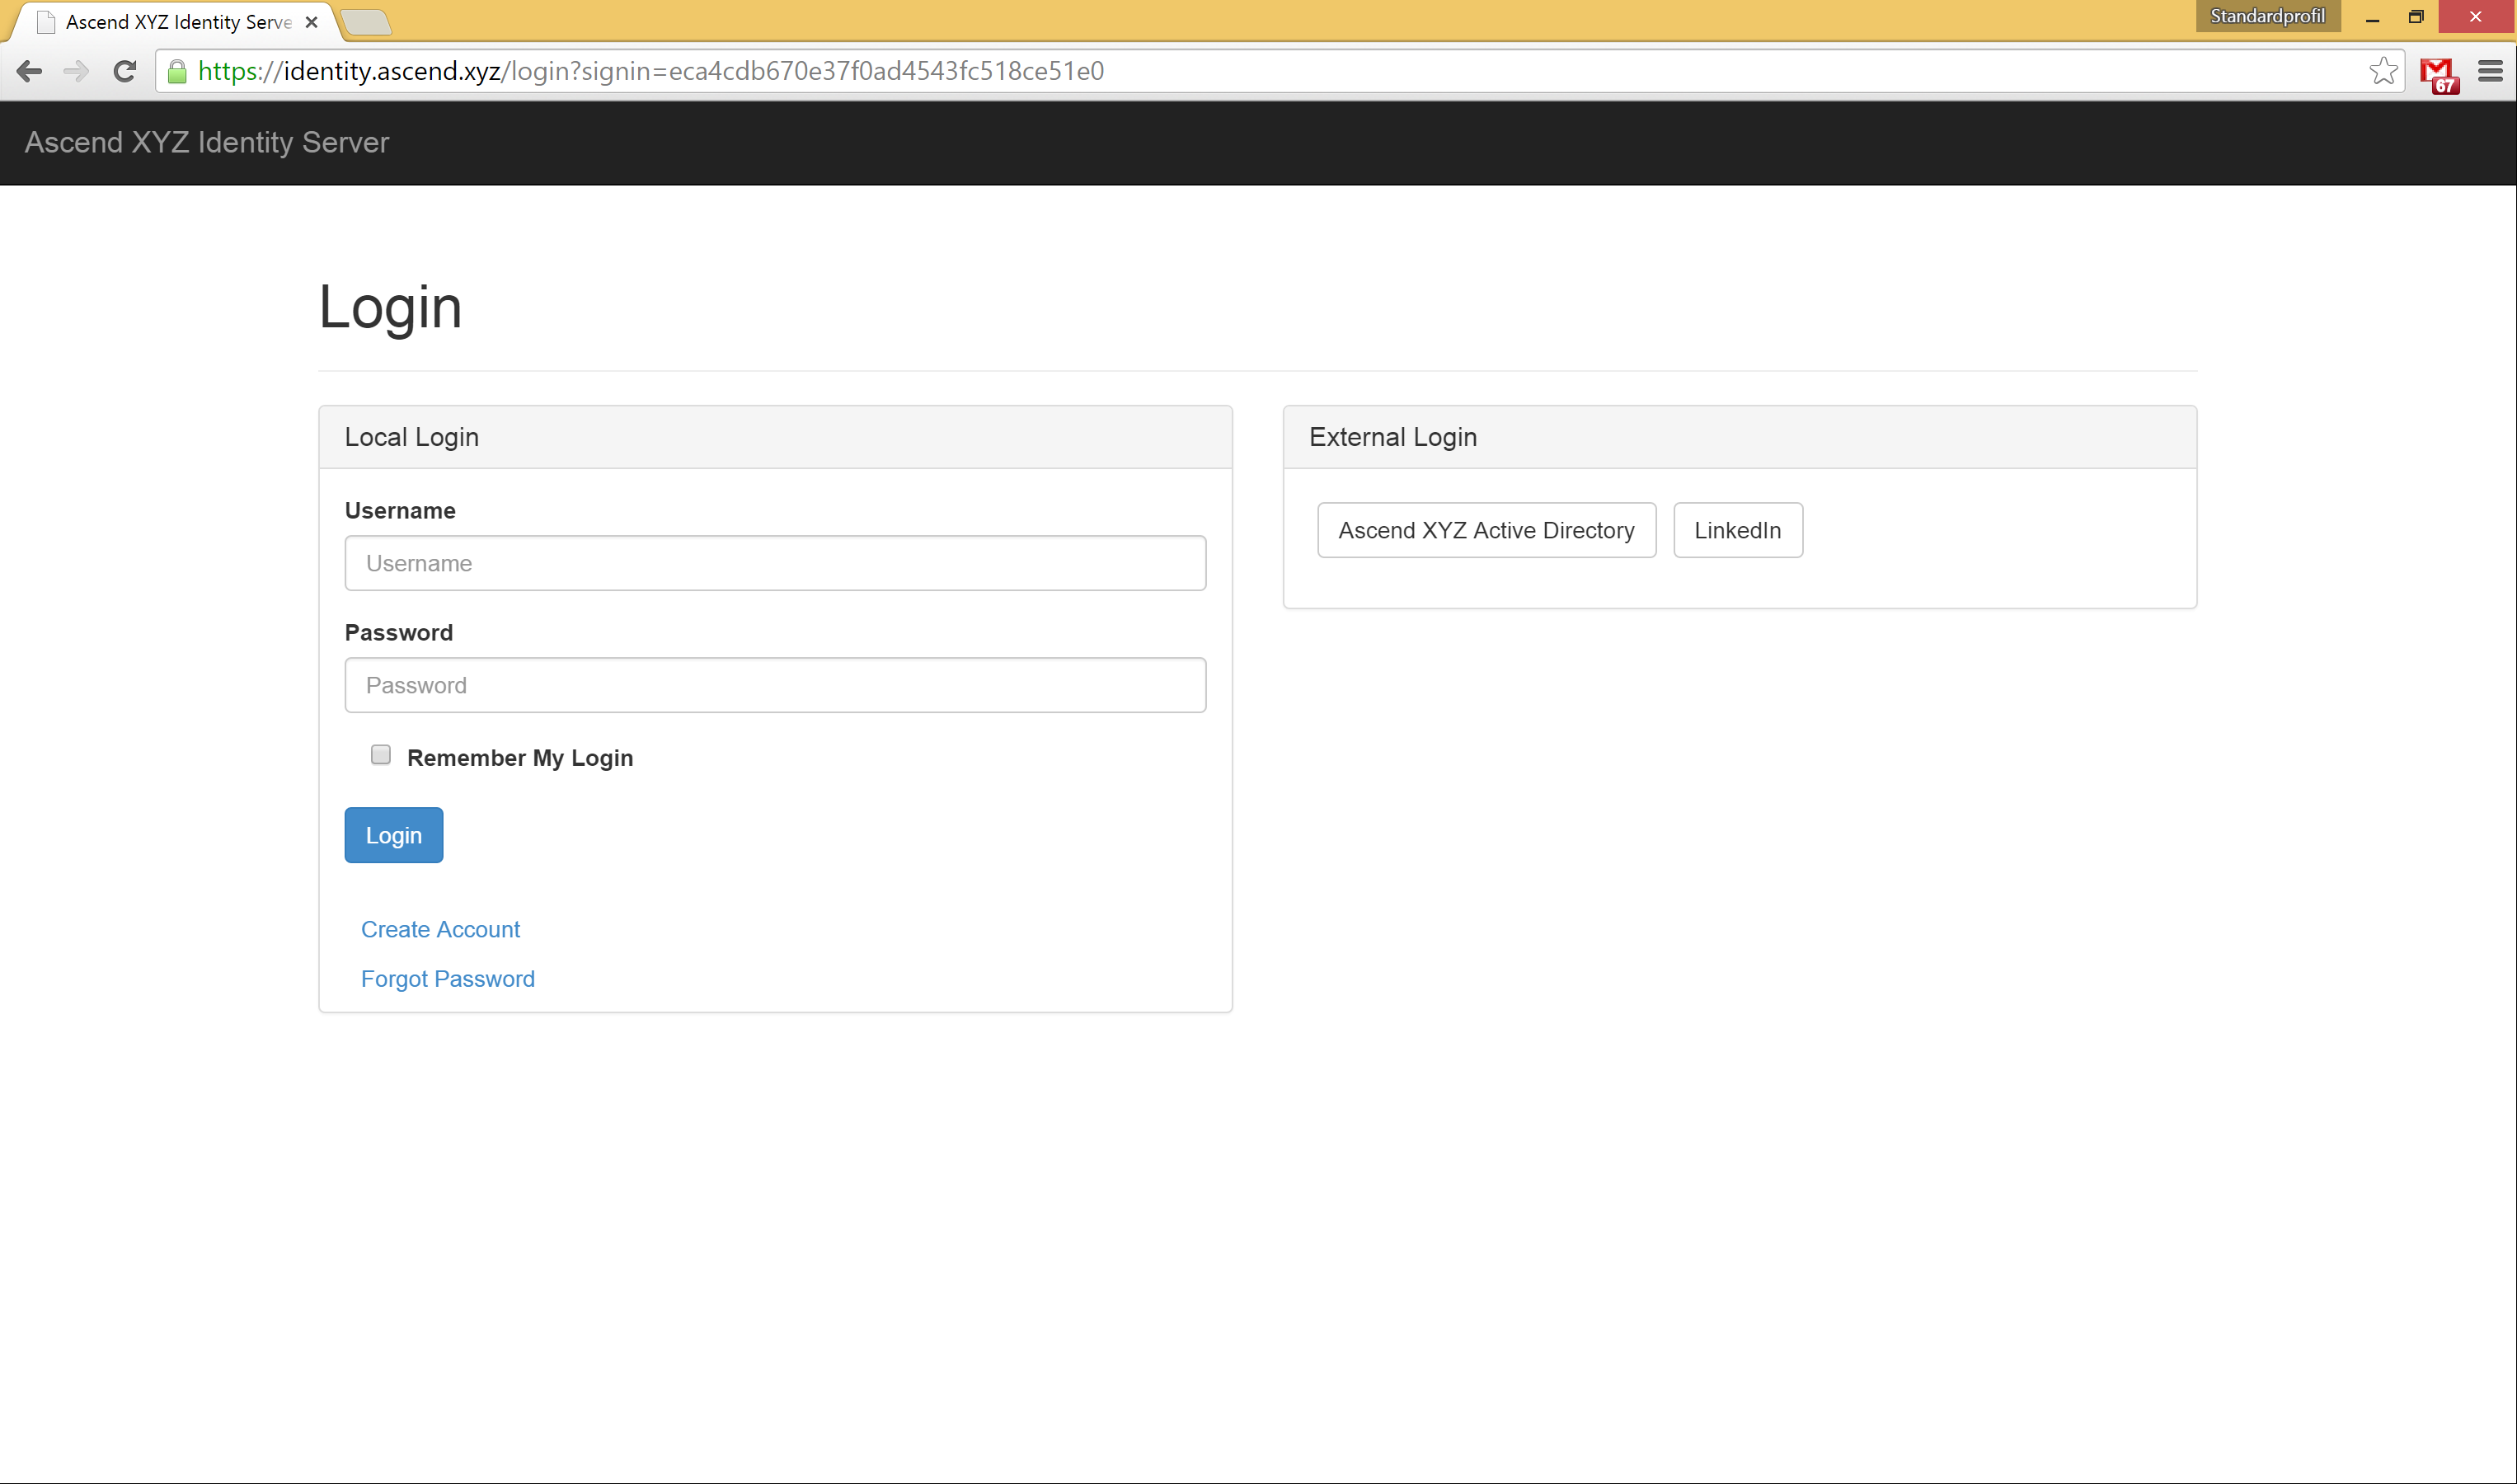 Ascend XYZ Identity Serve
Standardprofil
https://identity.ascend.xyz/login?signin=eca4cdb670e37f0ad4543fc518ce51e0
67
Ascend XYZ Identity Server
Login
Local Login
Username
Username
Password
Password
Remember My Login
Login
Create Account
Forgot Password
External Login
Ascend XYZ Active Directory
LinkedIn